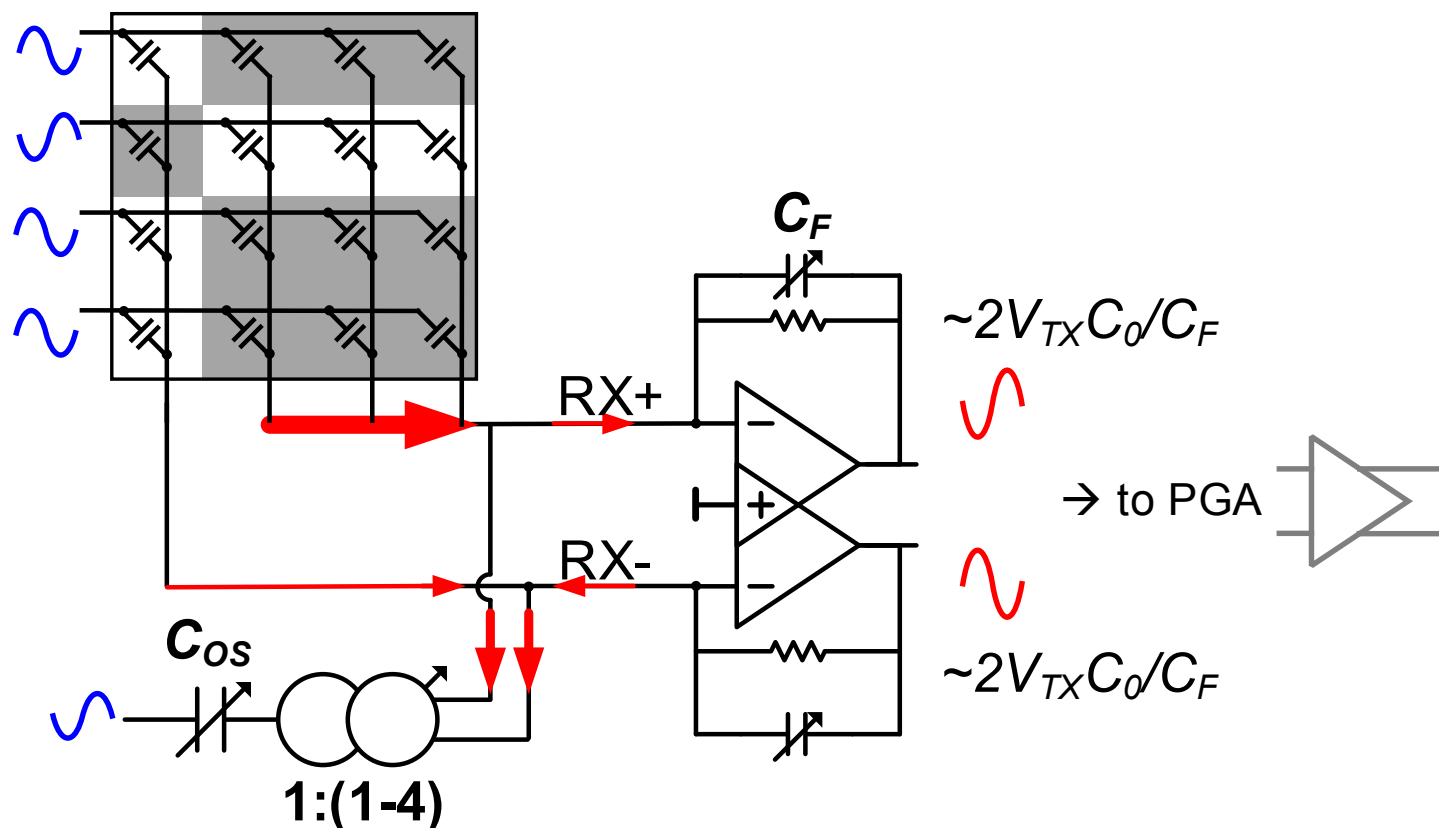 C_F
~2V_TXC_0/C_F
RX+
−
+
→ to PGA
RX-
−
C_OS
~2V_TXC_0/C_F
1:(1-4)